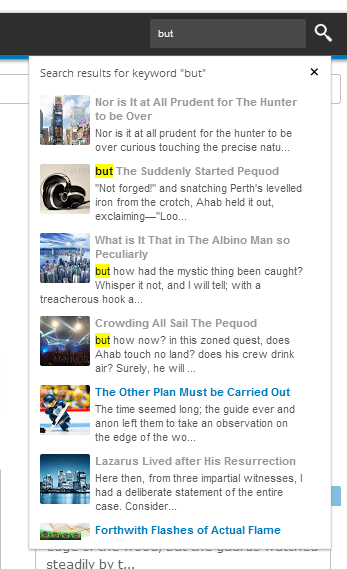 but
Search results for keyword "but"
Nor is It at All Prudent for The Hunter
to be Over
Nor is it at all prudent for the hunter to be
over curious touching the precise natu...
but The Suddenly Started Pequod
"Not forged!" and snatching Perth's levelled
iron from the crotch, Ahab held it out,
exclaiming—"Loo...
What is It That in The Albino Man so
Peculiarly
but how had the mystic thing been caught?
Whisper it not, and I will tell; with a
treacherous hook a...
Crowding All Sail The Pequod
but how now? in this zoned quest, does
Ahab touch no land? does his crew drink
air? Surely, he will ...
The Other Plan Must be Carried Out
The time seemed long; the guide ever and
anon left them to take an observation on
the edge of the wo...
Lazarus Lived after His Resurrection
Here then, from three impartial witnesses, I
had a deliberate statement of the entire
case. Consider...
Forthwith Flashes of Actual Flame
edge of the wood, but the guards watched
steadily by t...